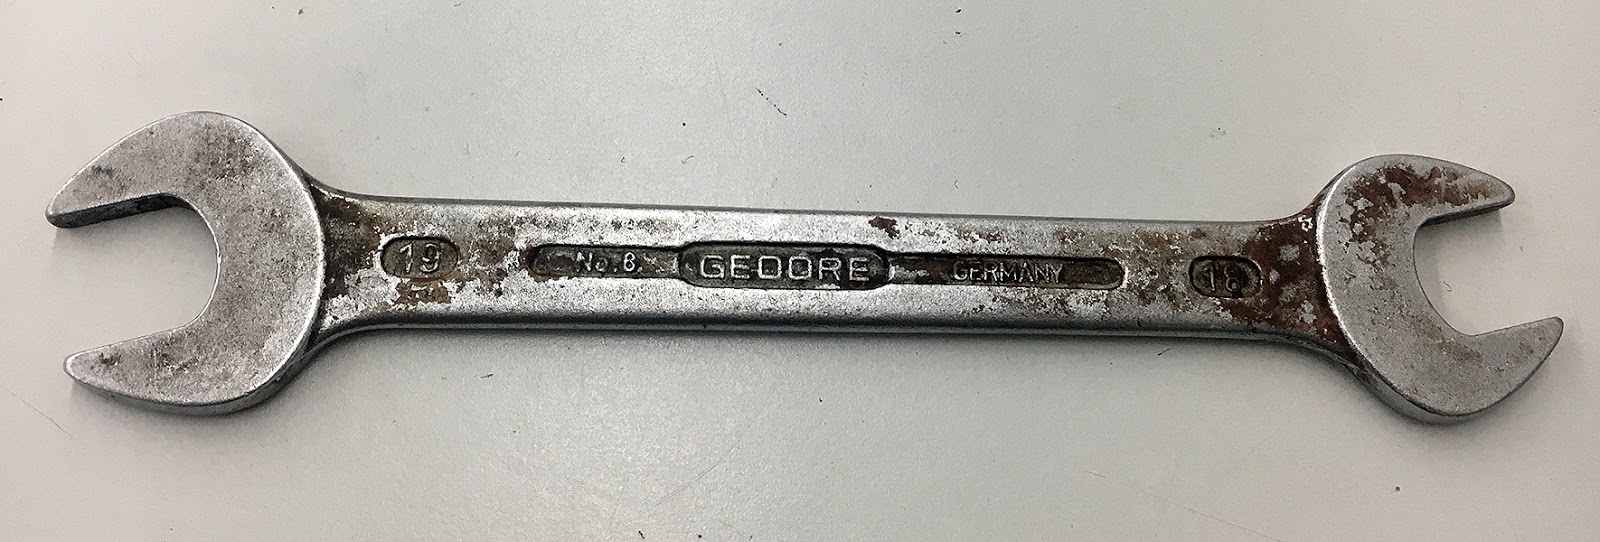 19 No.6. GEDORE GERMANY 18